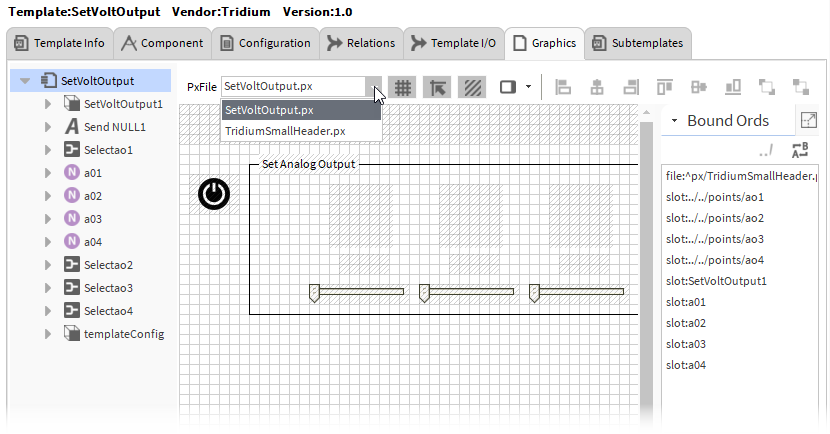 Template:SetVoltOutput Vendor:Tridium Version:1.0
Template Info Component Configuration Relations Template I/O Graphics Subtemplates
SetVoltOutput
SetVoltOutput1
Send NULL1
Selectao1
a01
a02
a03
a04
Selectao2
Selectao3
Selectao4
templateConfig
PxFile SetVoltOutput.px
SetVoltOutput.px
TridiumSmallHeader.px
Set Analog Output
Bound Ords
file:^px/TridiumSmallHeader.p
slot:../../points/ao1
slot:../../points/ao2
slot:../../points/ao3
slot:../../points/ao4
slot:SetVoltOutput1
slot:a01
slot:a02
slot:a03
slot:a04